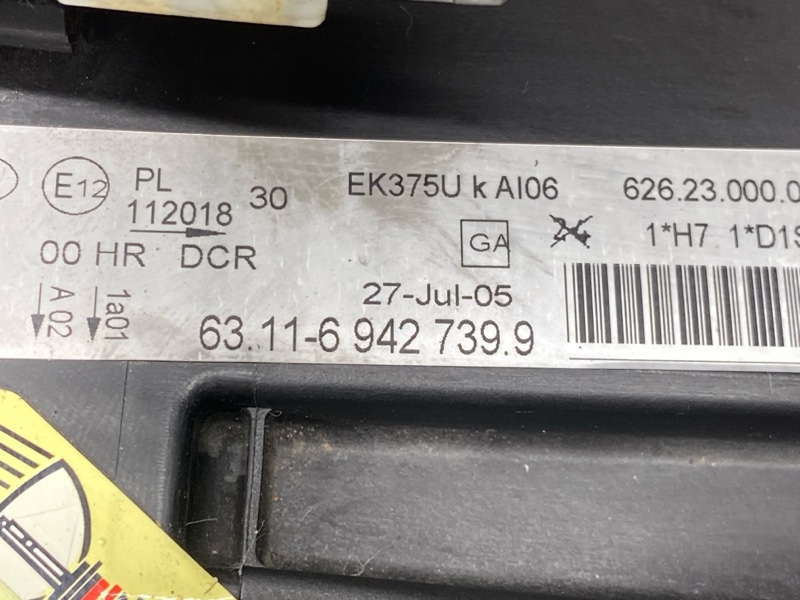 E12 PL 30 EK375U k AI06 626.23.000.0
112018
GA 24 1*H7 1*D1S
00 HR DCR
27-Jul-05
A 02 1a01 63.11-6 942 739.9